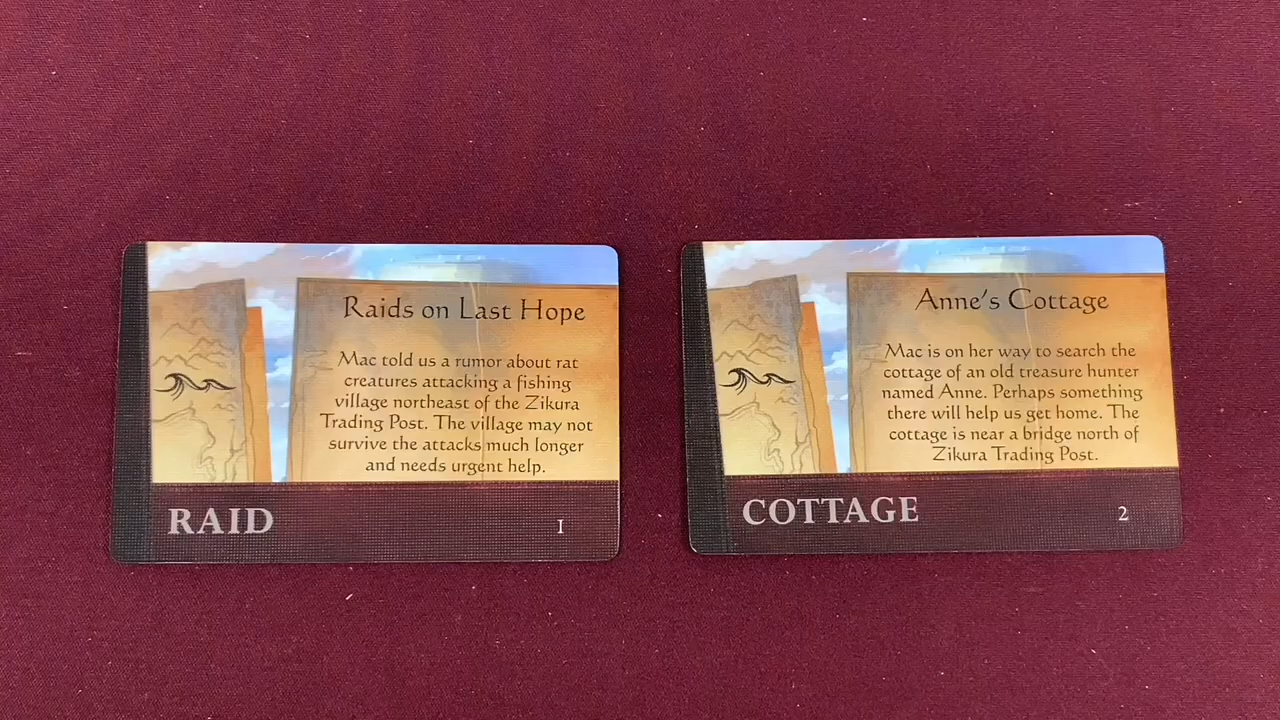 Raids on Last Hope
Mac told us a rumor about rat
creatures attacking a fishing
village northeast of the Zikura
Trading Post. The village may not
survive the attacks much longer
and needs urgent help.
RAID
1
Anne's Cottage
Mac is on her way to search the
cottage of an old treasure hunter
named Anne. Perhaps something
there will help us get home. The
cottage is near a bridge north of
Zikura Trading Post.
COTTAGE
2